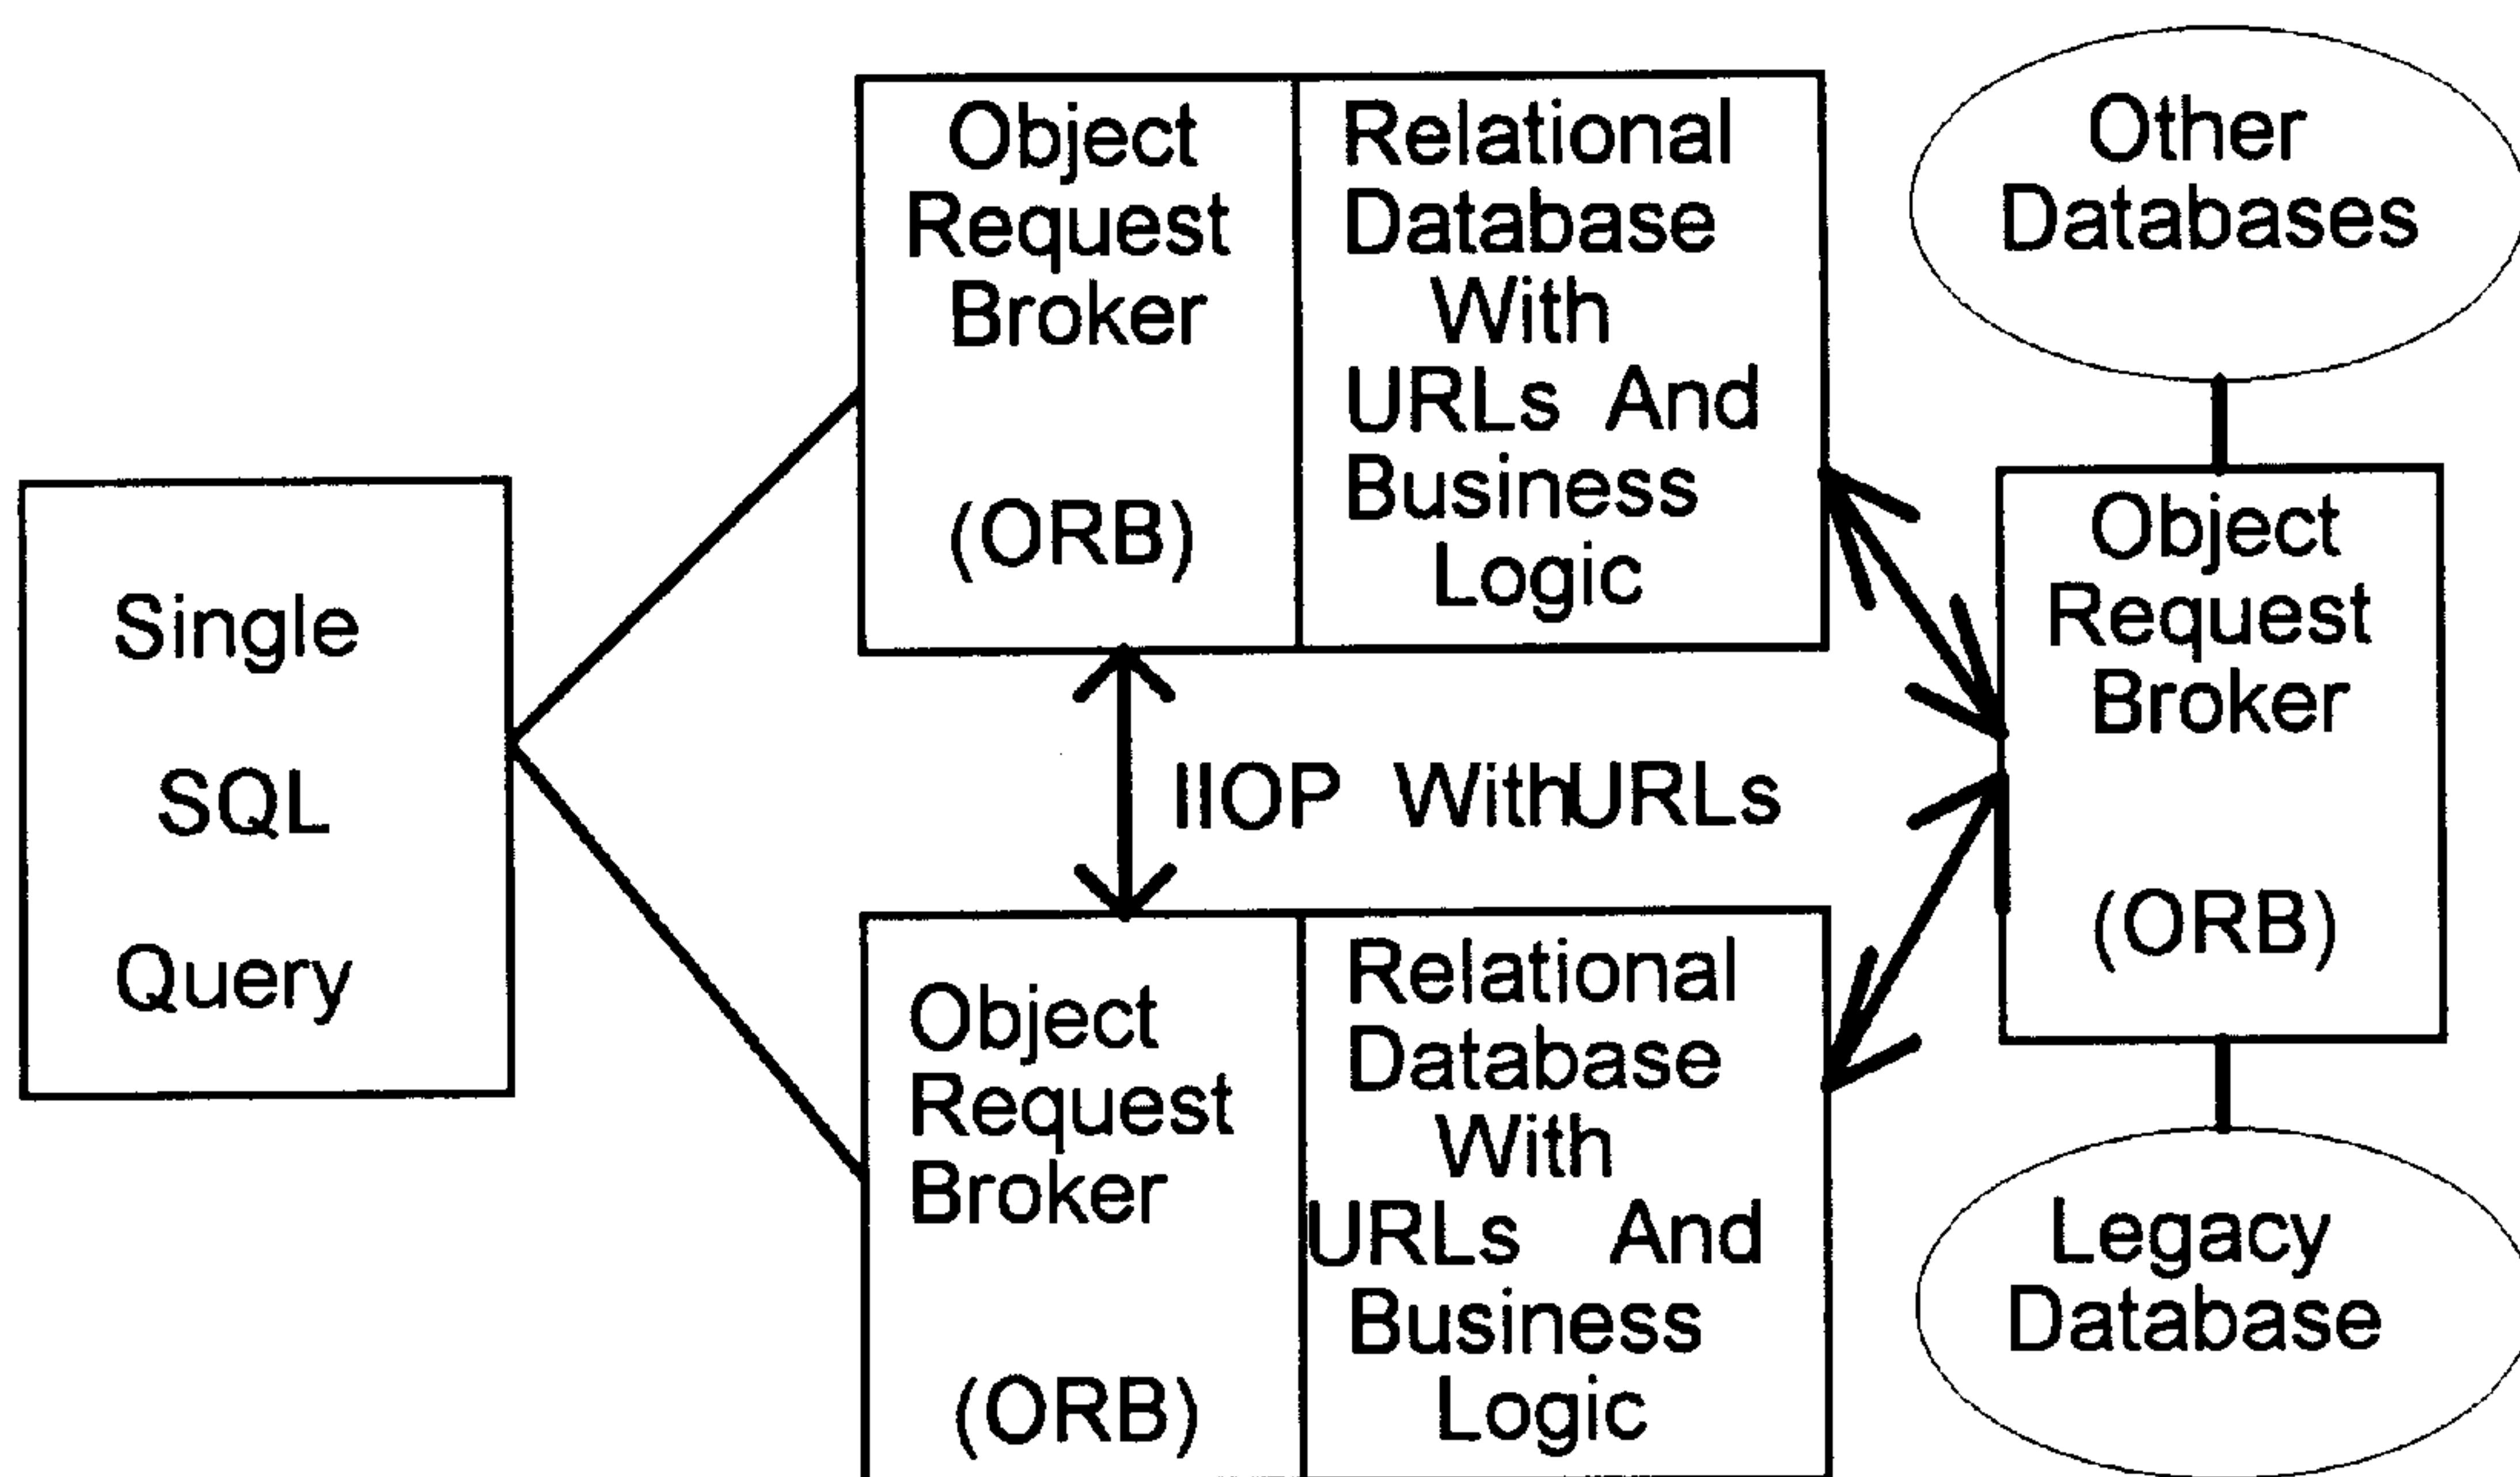 Single
SQL
Query
Object
Request
Broker
(ORB)
Relational
Database
With
URLs And
Business
Logic
IIOP WithURLs
Object
Request
Broker
(ORB)
Relational
Database
With
URLs And
Business
Logic
Other
Databases
Object
Request
Broker
(ORB)
Legacy
Database